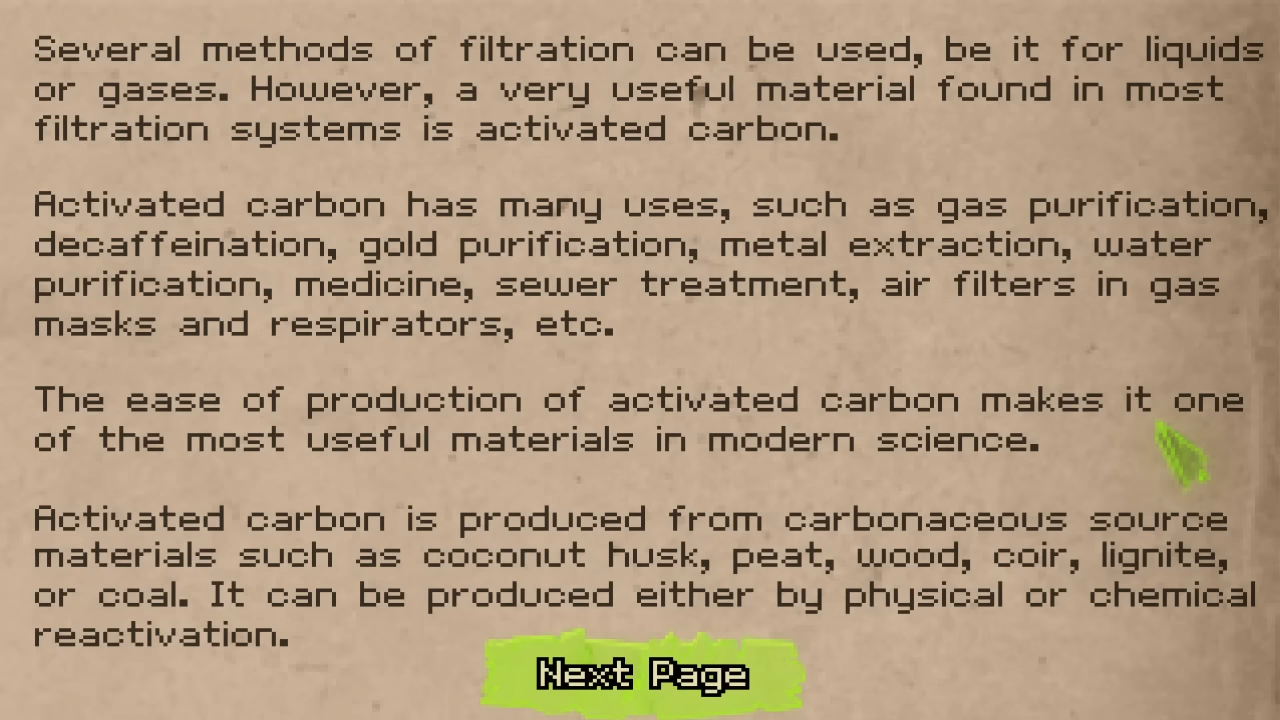 Several methods of filtration can be used, be it for liquids
or gases. However, a very useful material found in most
filtration systems is activated carbon.
Activated carbon has many uses, such as gas purification,
decaffeination, gold purification, metal extraction, water
purification, medicine, sewer treatment, air filters in gas
masks and respirators, etc.
The ease of production of activated carbon makes it one
of the most useful materials in modern science.
Activated carbon is produced from carbonaceous source
materials such as coconut husk, peat, wood, coir, lignite,
or coal. It can be produced either by physical or chemical
reactivation.
Next Page